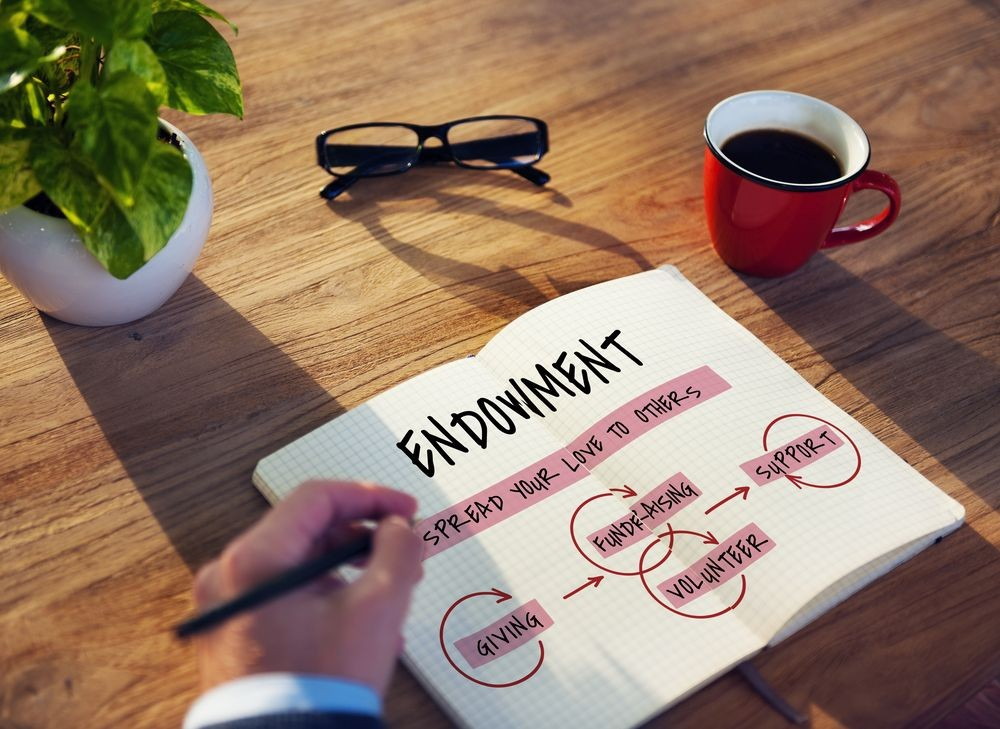 ENDOWMENT
SPREAD YOUR LOVE TO OTHERS
GIVING
FUNDRAISING
VOLUNTEER
SUPPORT